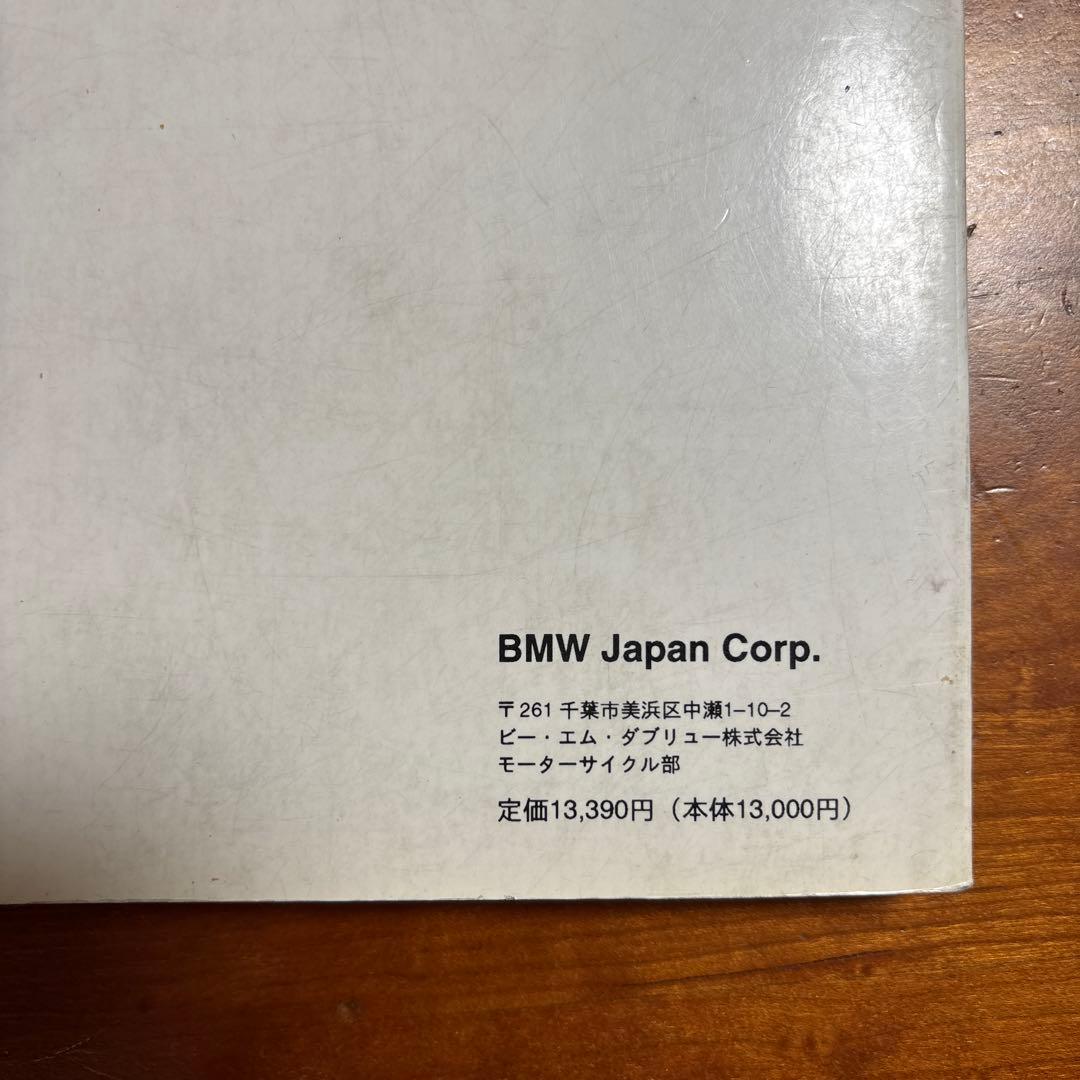 BMW Japan Corp.
〒261 千葉市美浜区中瀬1-10-2
ビー・エム・ダブリュー株式会社
モーターサイクル部
定価13,390円（本体13,000円）